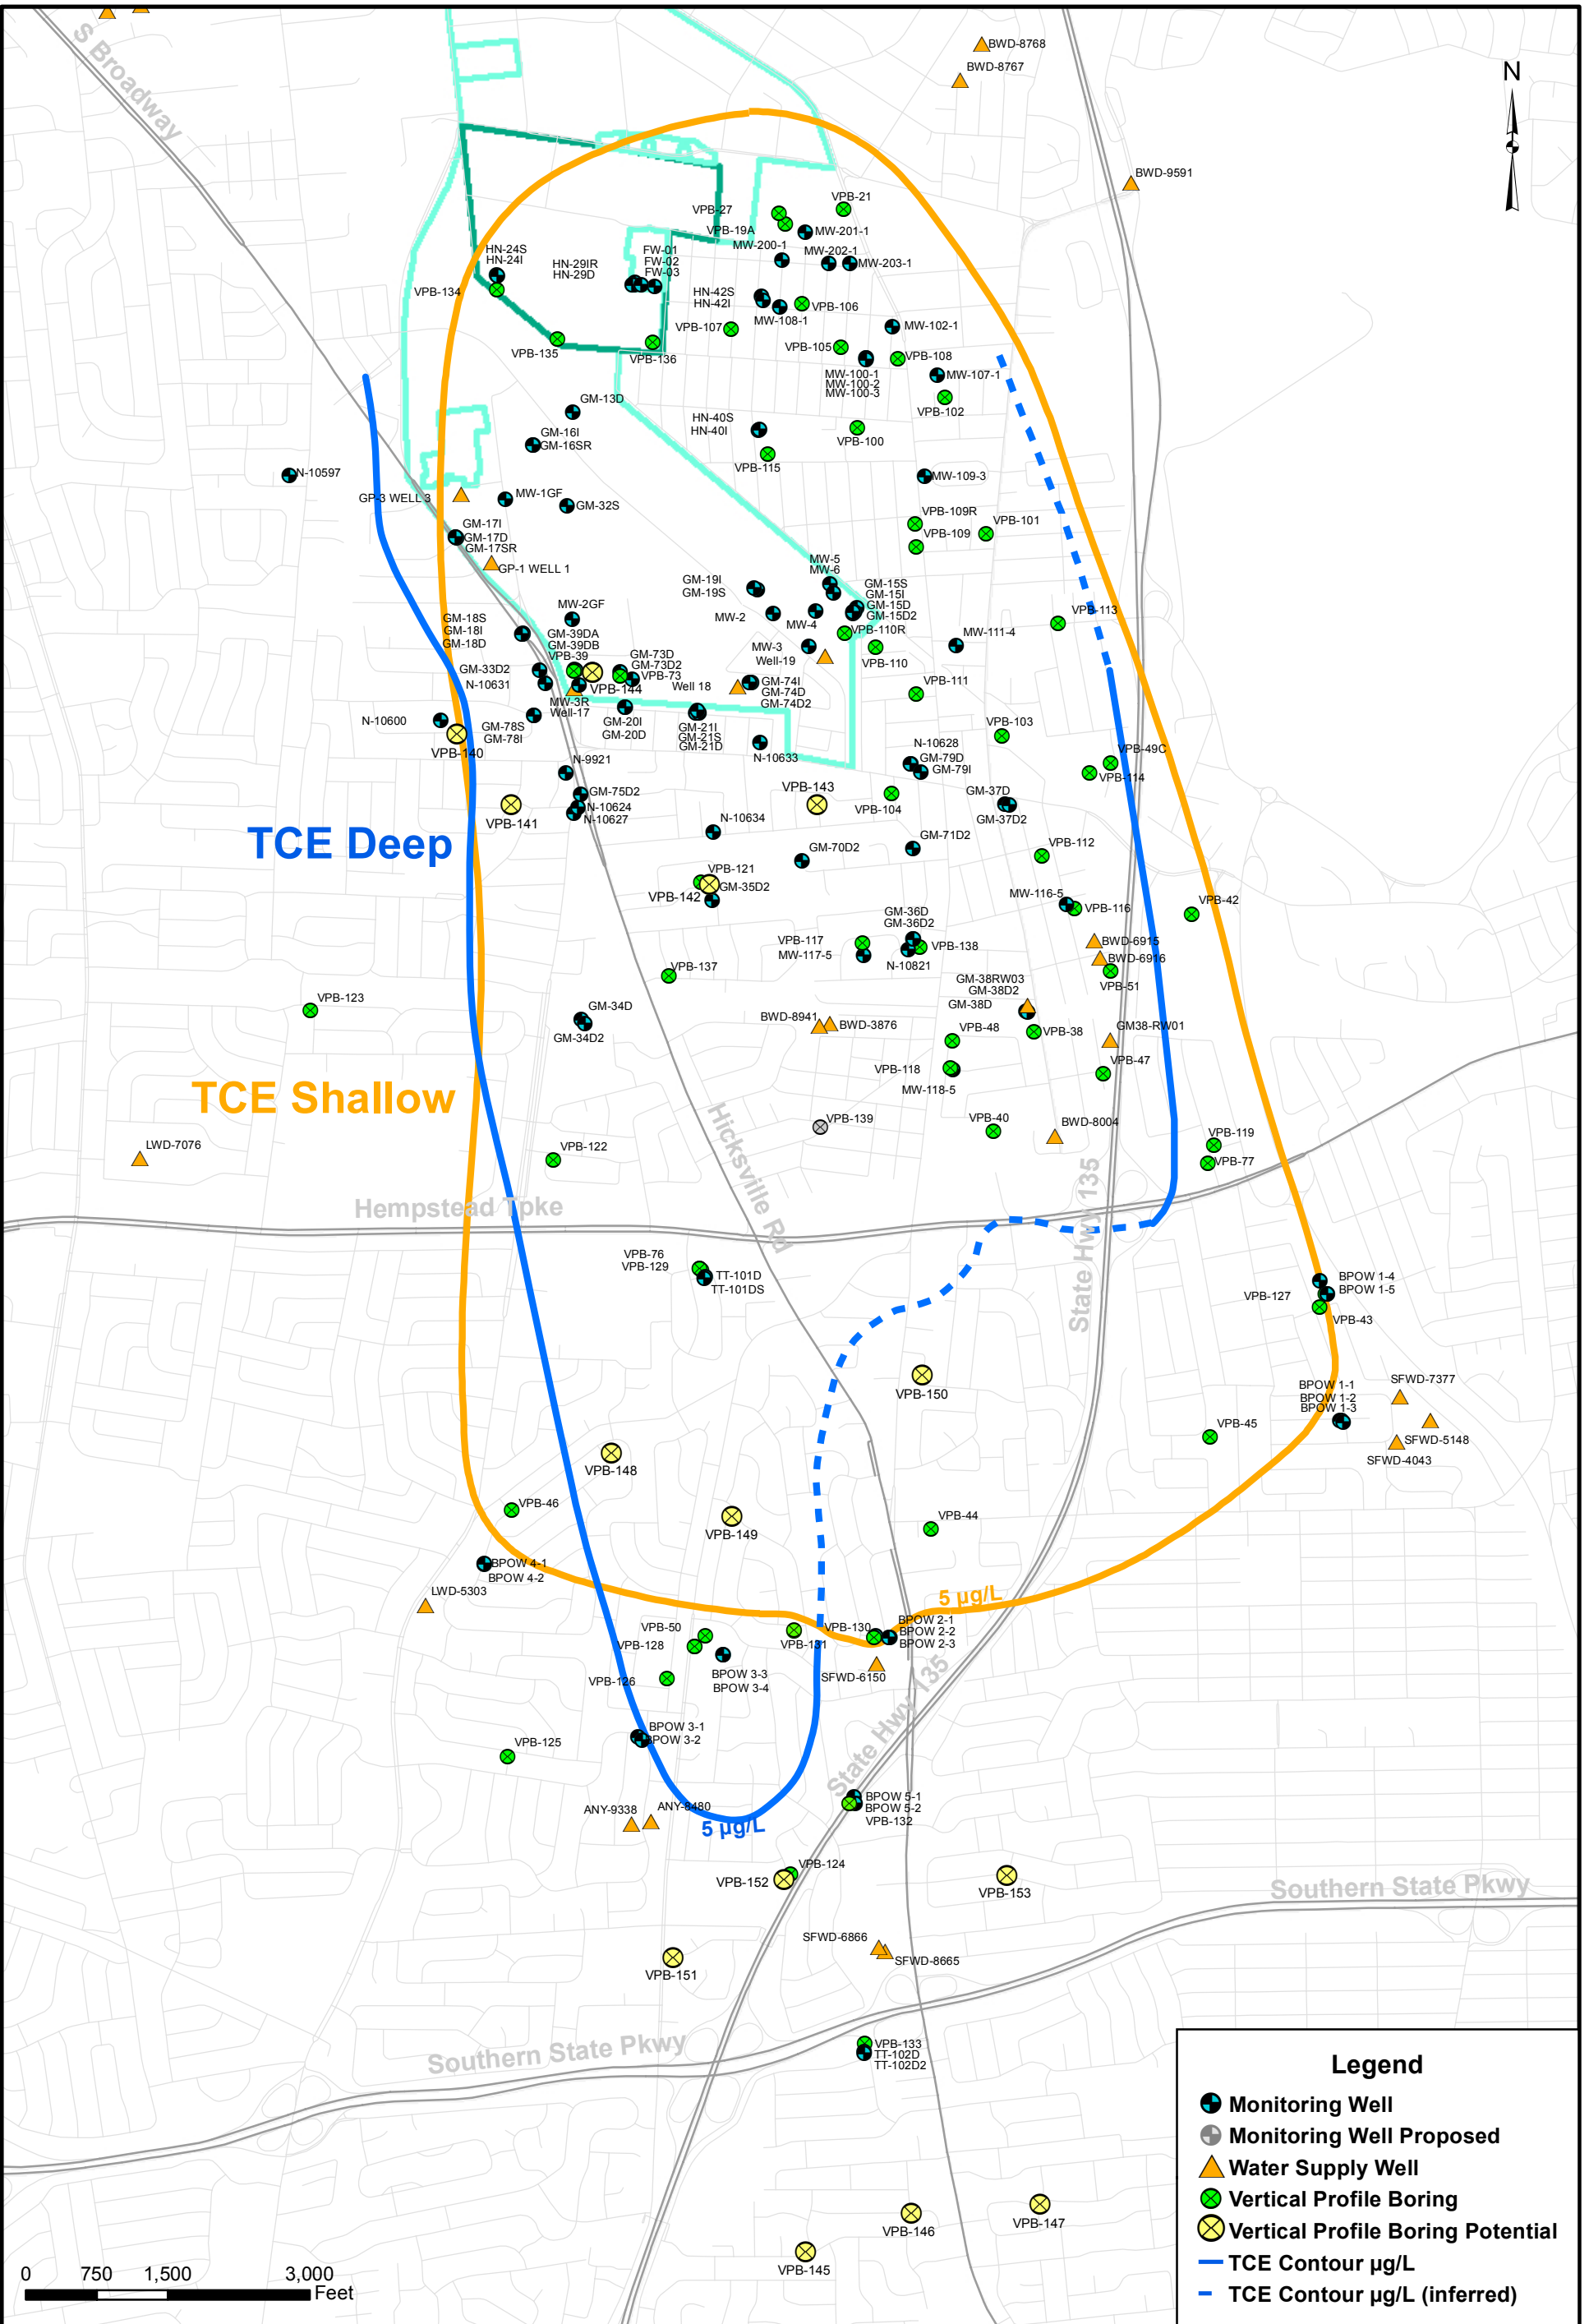 S Broadway
BWD-8768
BWD-8767
N
BWD-9591
VPB-27
VPB-21
VPB-19A
MW-201-1
MW-200-1
MW-202-1
MW-203-1
HN-24S
HN-24I
HN-29IR
HN-29D
FW-01
FW-02
FW-03
VPB-134
HN-42S
HN-42I
VPB-106
MW-108-1
MW-102-1
VPB-107
VPB-135
VPB-136
VPB-105
VPB-108
MW-100-1
MW-100-2
MW-100-3
MW-107-1
VPB-102
GM-13D
HN-40S
HN-40I
VPB-100
GM-16I
GM-16SR
VPB-115
N-10597
MW-109-3
GP-3 WELL 3
MW-1GF
GM-32S
VPB-109R
VPB-101
VPB-109
GM-17I
GM-17D
GM-17SR
GP-1 WELL 1
MW-5
MW-6
GM-19I
GM-19S
GM-15S
GM-15I
GM-15D
GM-15D2
MW-2
MW-4
MW-2GF
VPB-113
GM-18S
GM-18I
GM-18D
GM-39DA
GM-39DB
VPB-39
VPB-110R
MW-3
Well-19
VPB-110
MW-111-4
GM-33D2
N-10631
GM-73D
GM-73D2
VPB-73
VPB-144
Well 18
GM-74I
GM-74D
GM-74D2
VPB-111
MW-3R
Well-17
N-10600
VPB-140
GM-78S
GM-78I
GM-20I
GM-20D
GM-21I
GM-21S
GM-21D
N-10633
VPB-103
N-10628
GM-79D
GM-79I
VPB-49C
VPB-114
N-9921
GM-75D2
N-10624
N-10627
VPB-141
VPB-143
VPB-104
GM-37D
GM-37D2
TCE Deep
N-10634
GM-70D2
GM-71D2
VPB-112
VPB-121
VPB-142
GM-35D2
MW-116-5
VPB-116
VPB-42
GM-36D
GM-36D2
VPB-117
MW-117-5
VPB-138
N-10821
BWD-6915
BWD-6916
VPB-51
VPB-137
VPB-123
GM-38RW03
GM-38D2
GM-38D
GM-34D
GM-34D2
BWD-8941
BWD-3876
VPB-48
VPB-38
GM38-RW01
VPB-118
MW-118-5
VPB-47
TCE Shallow
Hicksville Rd
VPB-139
VPB-40
BWD-8004
VPB-119
VPB-77
LWD-7076
VPB-122
State Hwy 135
Hempstead Tpke
VPB-76
VPB-129
TT-101D
TT-101DS
BPOW 1-4
BPOW 1-5
VPB-127
VPB-43
VPB-150
SFWD-7377
BPOW 1-1
BPOW 1-2
BPOW 1-3
SFWD-5148
SFWD-4043
VPB-45
VPB-148
VPB-46
VPB-149
VPB-44
BPOW 4-1
BPOW 4-2
LWD-5303
5 µg/L
VPB-50
VPB-128
VPB-131
VPB-130
BPOW 2-1
BPOW 2-2
BPOW 2-3
BPOW 3-3
BPOW 3-4
SFWD-6150
VPB-126
BPOW 3-1
BPOW 3-2
State Hwy 135
VPB-125
BPOW 5-1
BPOW 5-2
VPB-132
ANY-9338
ANY-8480
5 µg/L
VPB-124
VPB-152
VPB-153
Southern State Pkwy
SFWD-6866
SFWD-8665
VPB-151
Southern State Pkwy
VPB-133
TT-102D
TT-102D2
VPB-146
VPB-147
VPB-145
Legend
Monitoring Well
Monitoring Well Proposed
Water Supply Well
Vertical Profile Boring
Vertical Profile Boring Potential
TCE Contour µg/L
TCE Contour µg/L (inferred)
0 750 1,500 3,000
Feet